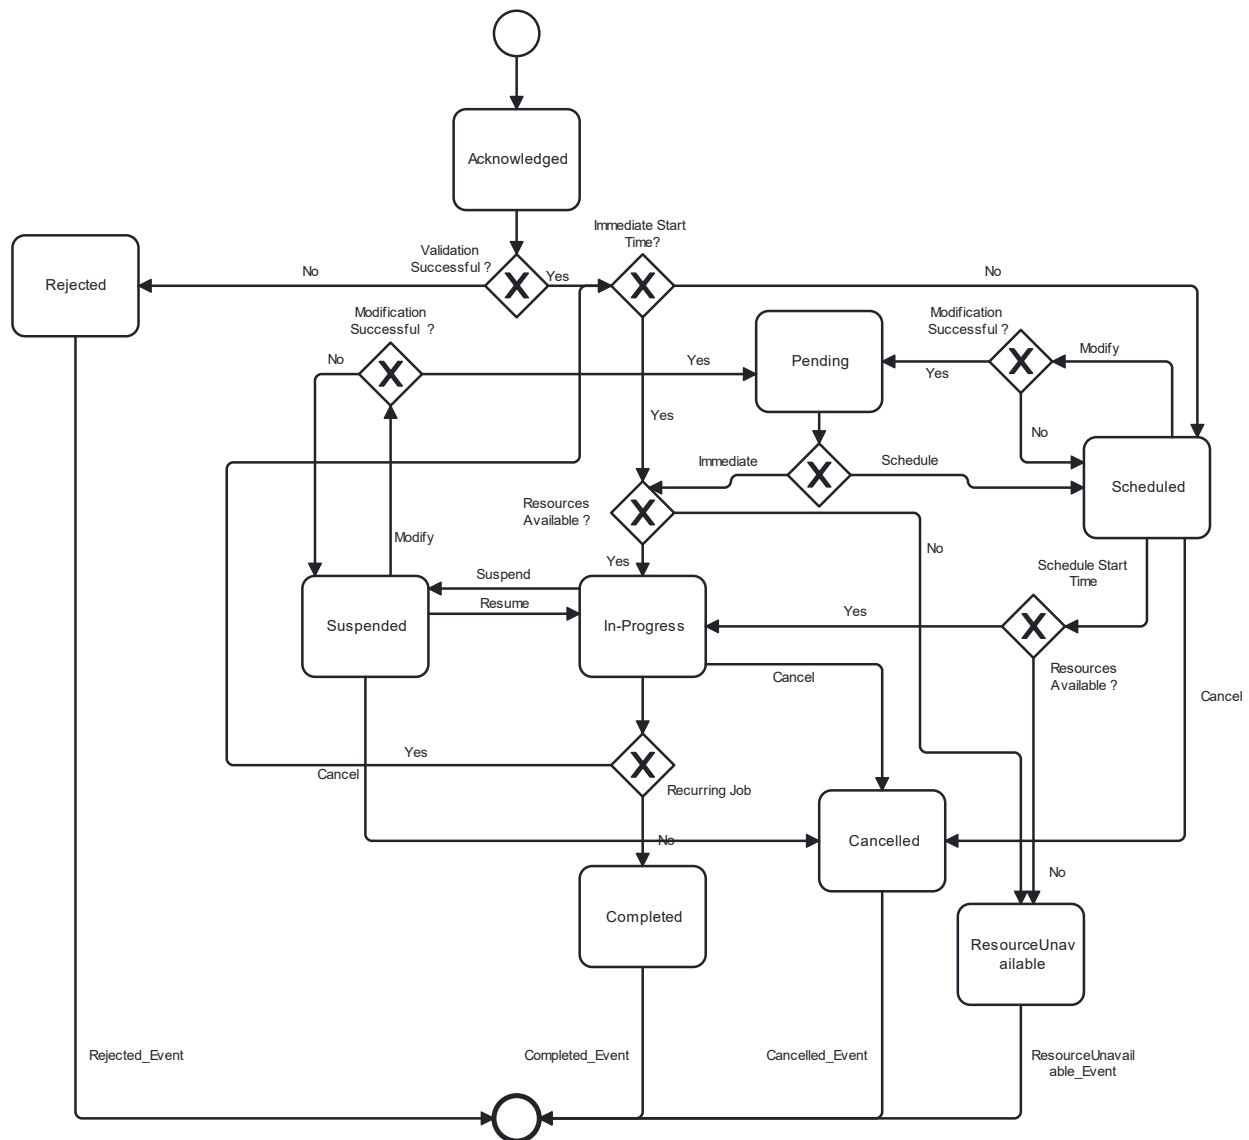 Acknowledged
Immediate Start
Time?
Validation
Successful ?
Yes
No
No
Rejected
Modification
Successful ?
Modification
Successful ?
No
Yes
Pending
Yes
Modify
Yes
No
Immediate
Schedule
Scheduled
Resources
Available ?
Modify
No
Yes
Schedule Start
Time
Suspend
Resume
Suspended
In-Progress
Yes
Resources
Available ?
Cancel
Cancel
Yes
Cancel
Recurring Job
No
Cancelled
No
Completed
ResourceUnav
ailable
Rejected_Event
Completed_Event
Cancelled_Event
ResourceUnavail
able_Event